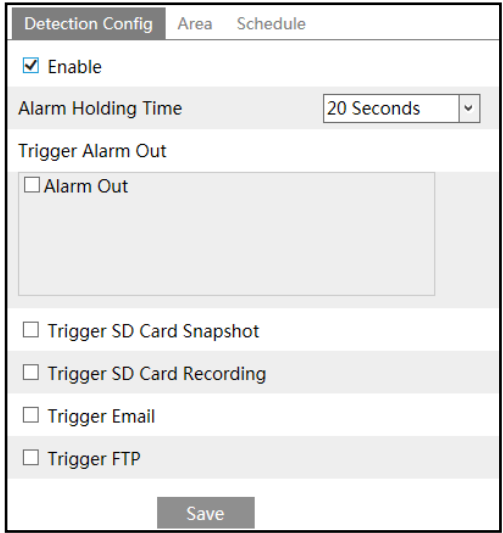 Detection Config Area Schedule
Enable
Alarm Holding Time 20 Seconds
Trigger Alarm Out
Alarm Out
Trigger SD Card Snapshot
Trigger SD Card Recording
Trigger Email
Trigger FTP
Save